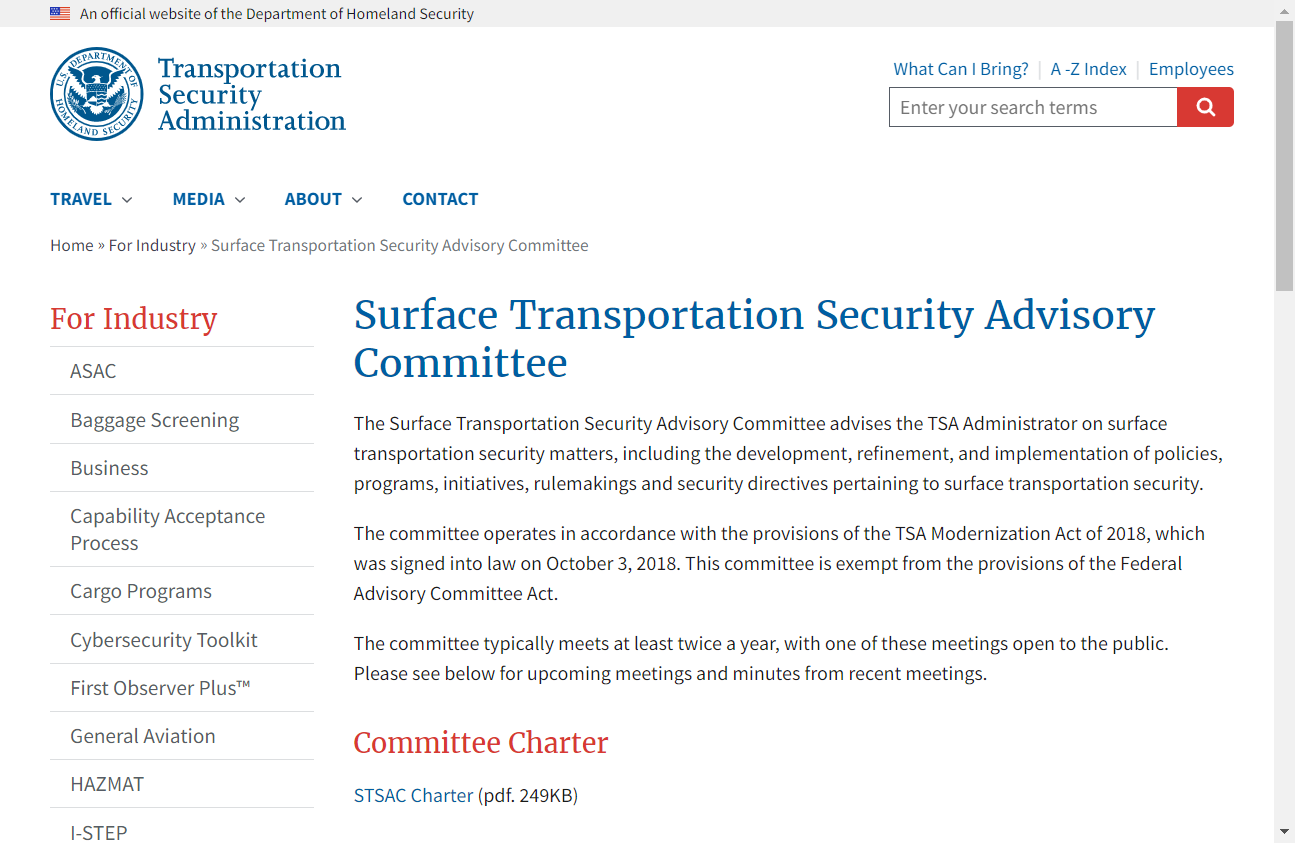 An official website of the Department of Homeland Security
U.S. DEPARTMENT OF
HOMELAND SECURITY
Transportation
Security
Administration
What Can I Bring? | A -Z Index | Employees
Enter your search terms
TRAVEL MEDIA ABOUT CONTACT
Home » For Industry » Surface Transportation Security Advisory Committee
For Industry
ASAC
Baggage Screening
Business
Capability Acceptance
Process
Cargo Programs
Cybersecurity Toolkit
First Observer Plus™
General Aviation
HAZMAT
I-STEP
Surface Transportation Security Advisory
Committee
The Surface Transportation Security Advisory Committee advises the TSA Administrator on surface
transportation security matters, including the development, refinement, and implementation of policies,
programs, initiatives, rulemakings and security directives pertaining to surface transportation security.
The committee operates in accordance with the provisions of the TSA Modernization Act of 2018, which
was signed into law on October 3, 2018. This committee is exempt from the provisions of the Federal
Advisory Committee Act.
The committee typically meets at least twice a year, with one of these meetings open to the public.
Please see below for upcoming meetings and minutes from recent meetings.
Committee Charter
STSAC Charter (pdf. 249KB)